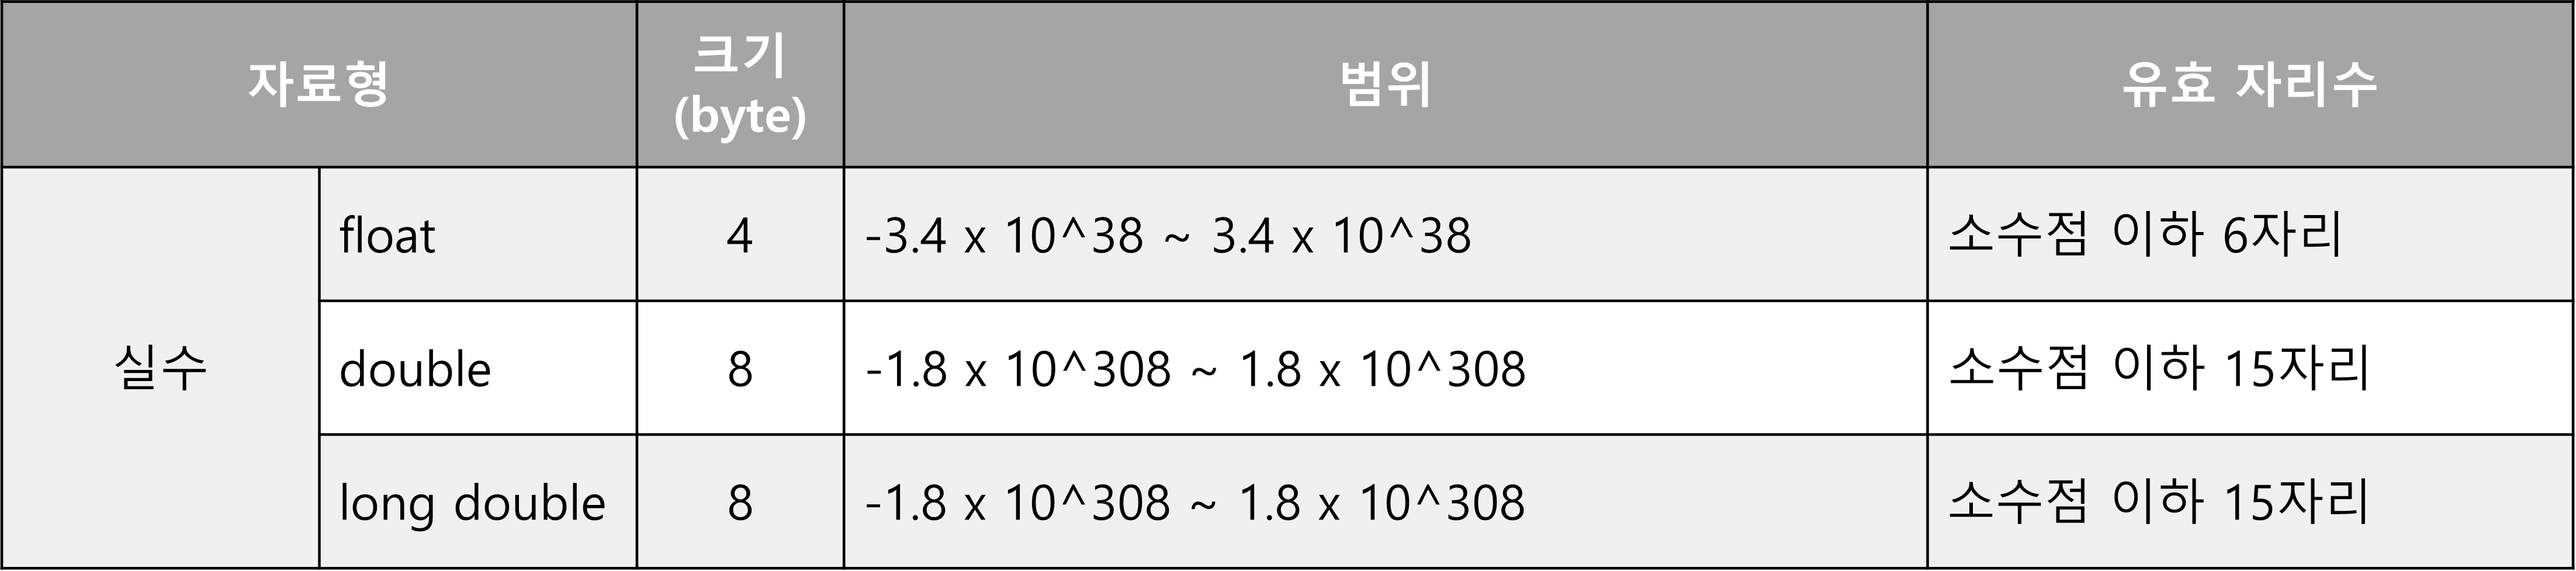 자료형
크기
(byte)
범위
유효 자리수
실수
float
4
-3.4 x 10^38 ~ 3.4 x 10^38
소수점 이하 6자리
double
8
-1.8 x 10^308 ~ 1.8 x 10^308
소수점 이하 15자리
long double
8
-1.8 x 10^308 ~ 1.8 x 10^308
소수점 이하 15자리